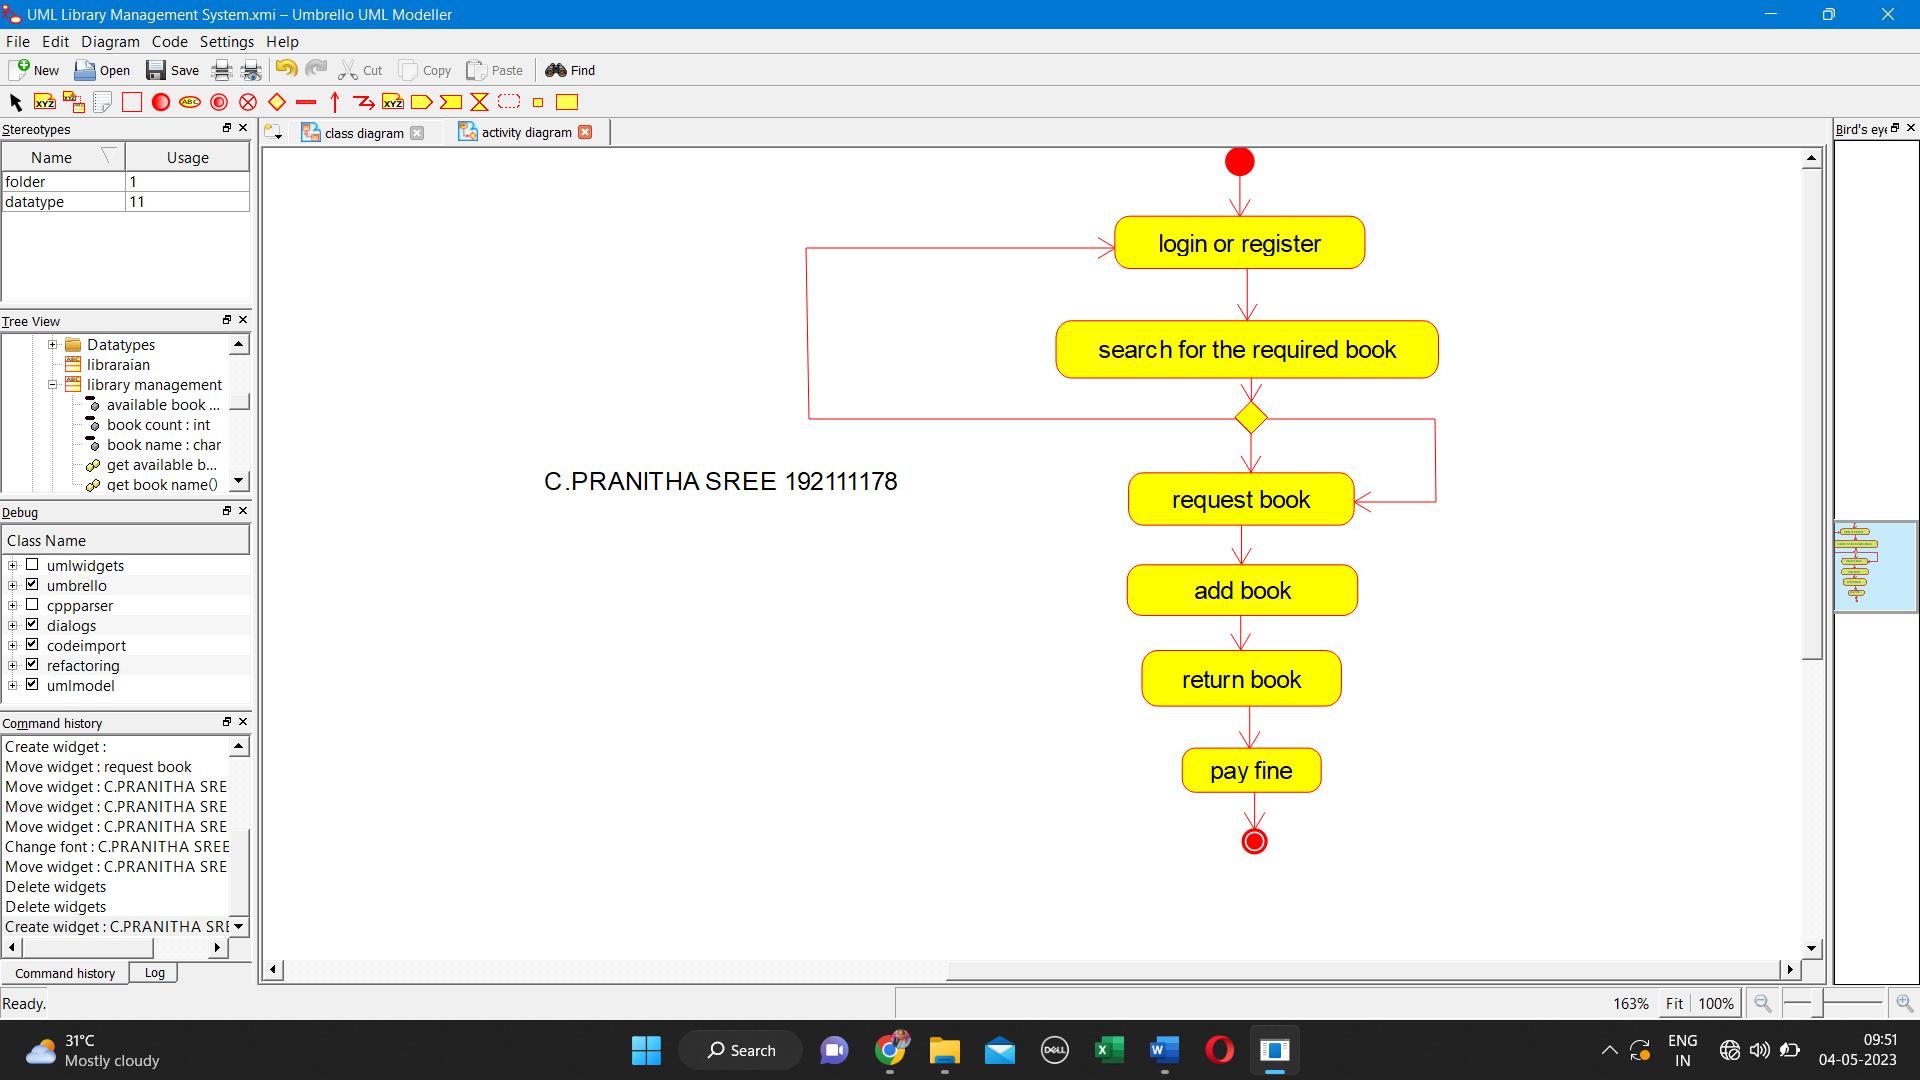 UML Library Management System.xmi – Umbrello UML Modeller
File Edit Diagram Code Settings Help
New Open Save Cut Copy Paste Find
XYZ XYZ ABC XYZ
Stereotypes
Name Usage
folder 1
datatype 11
Tree View
Datatypes
libraraian
library management
available book ...
book count : int
book name : char
get available b...
get book name()
Debug
Class Name
umlwidgets
umbrello
cppparser
dialogs
codeimport
refactoring
umlmodel
Command history
Create widget :
Move widget : request book
Move widget : C.PRANITHA SRE
Move widget : C.PRANITHA SRE
Move widget : C.PRANITHA SRE
Change font : C.PRANITHA SREE
Move widget : C.PRANITHA SRE
Delete widgets
Delete widgets
Create widget : C.PRANITHA SRE
Command history Log
class diagram activity diagram
login or register
search for the required book
C.PRANITHA SREE 192111178
request book
add book
return book
pay fine
Bird's eye
Ready.
163% Fit 100%
31°C
Mostly cloudy
Search
DELL
ENG
IN
09:51
04-05-2023